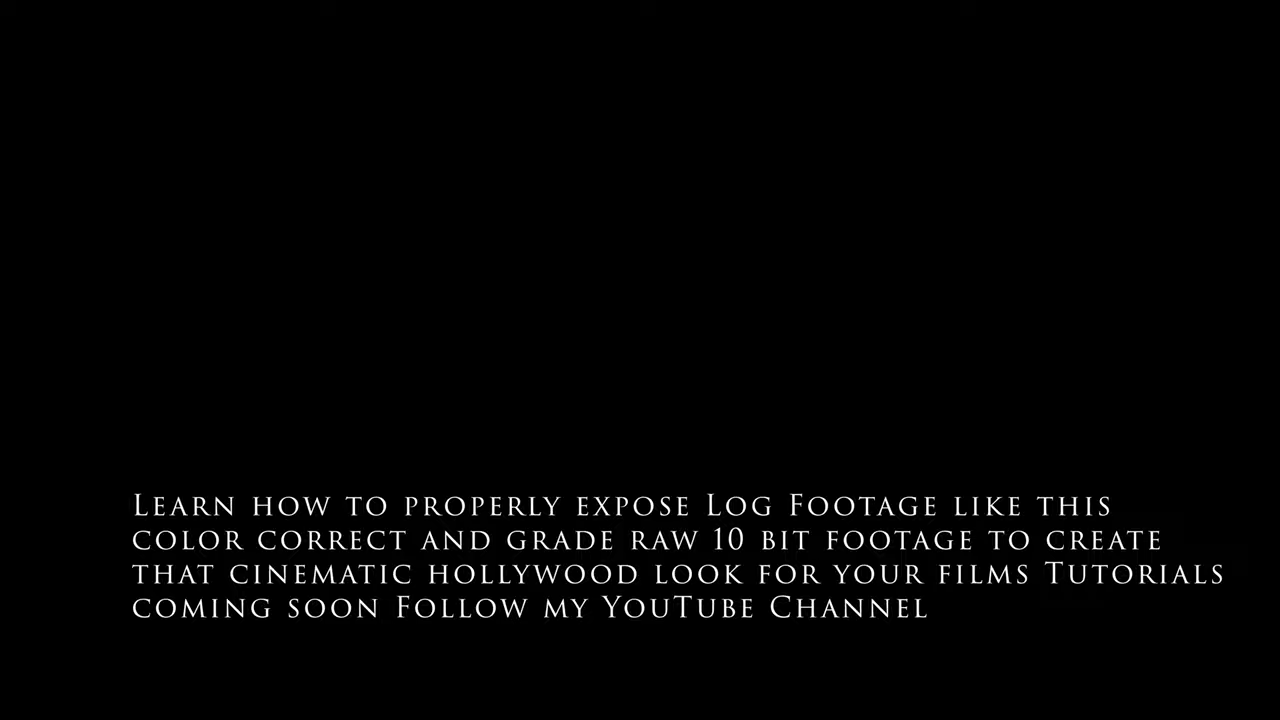 Learn how to properly expose Log Footage like this
color correct and grade raw 10 bit footage to create
that cinematic hollywood look for your films Tutorials
coming soon Follow my YouTube Channel